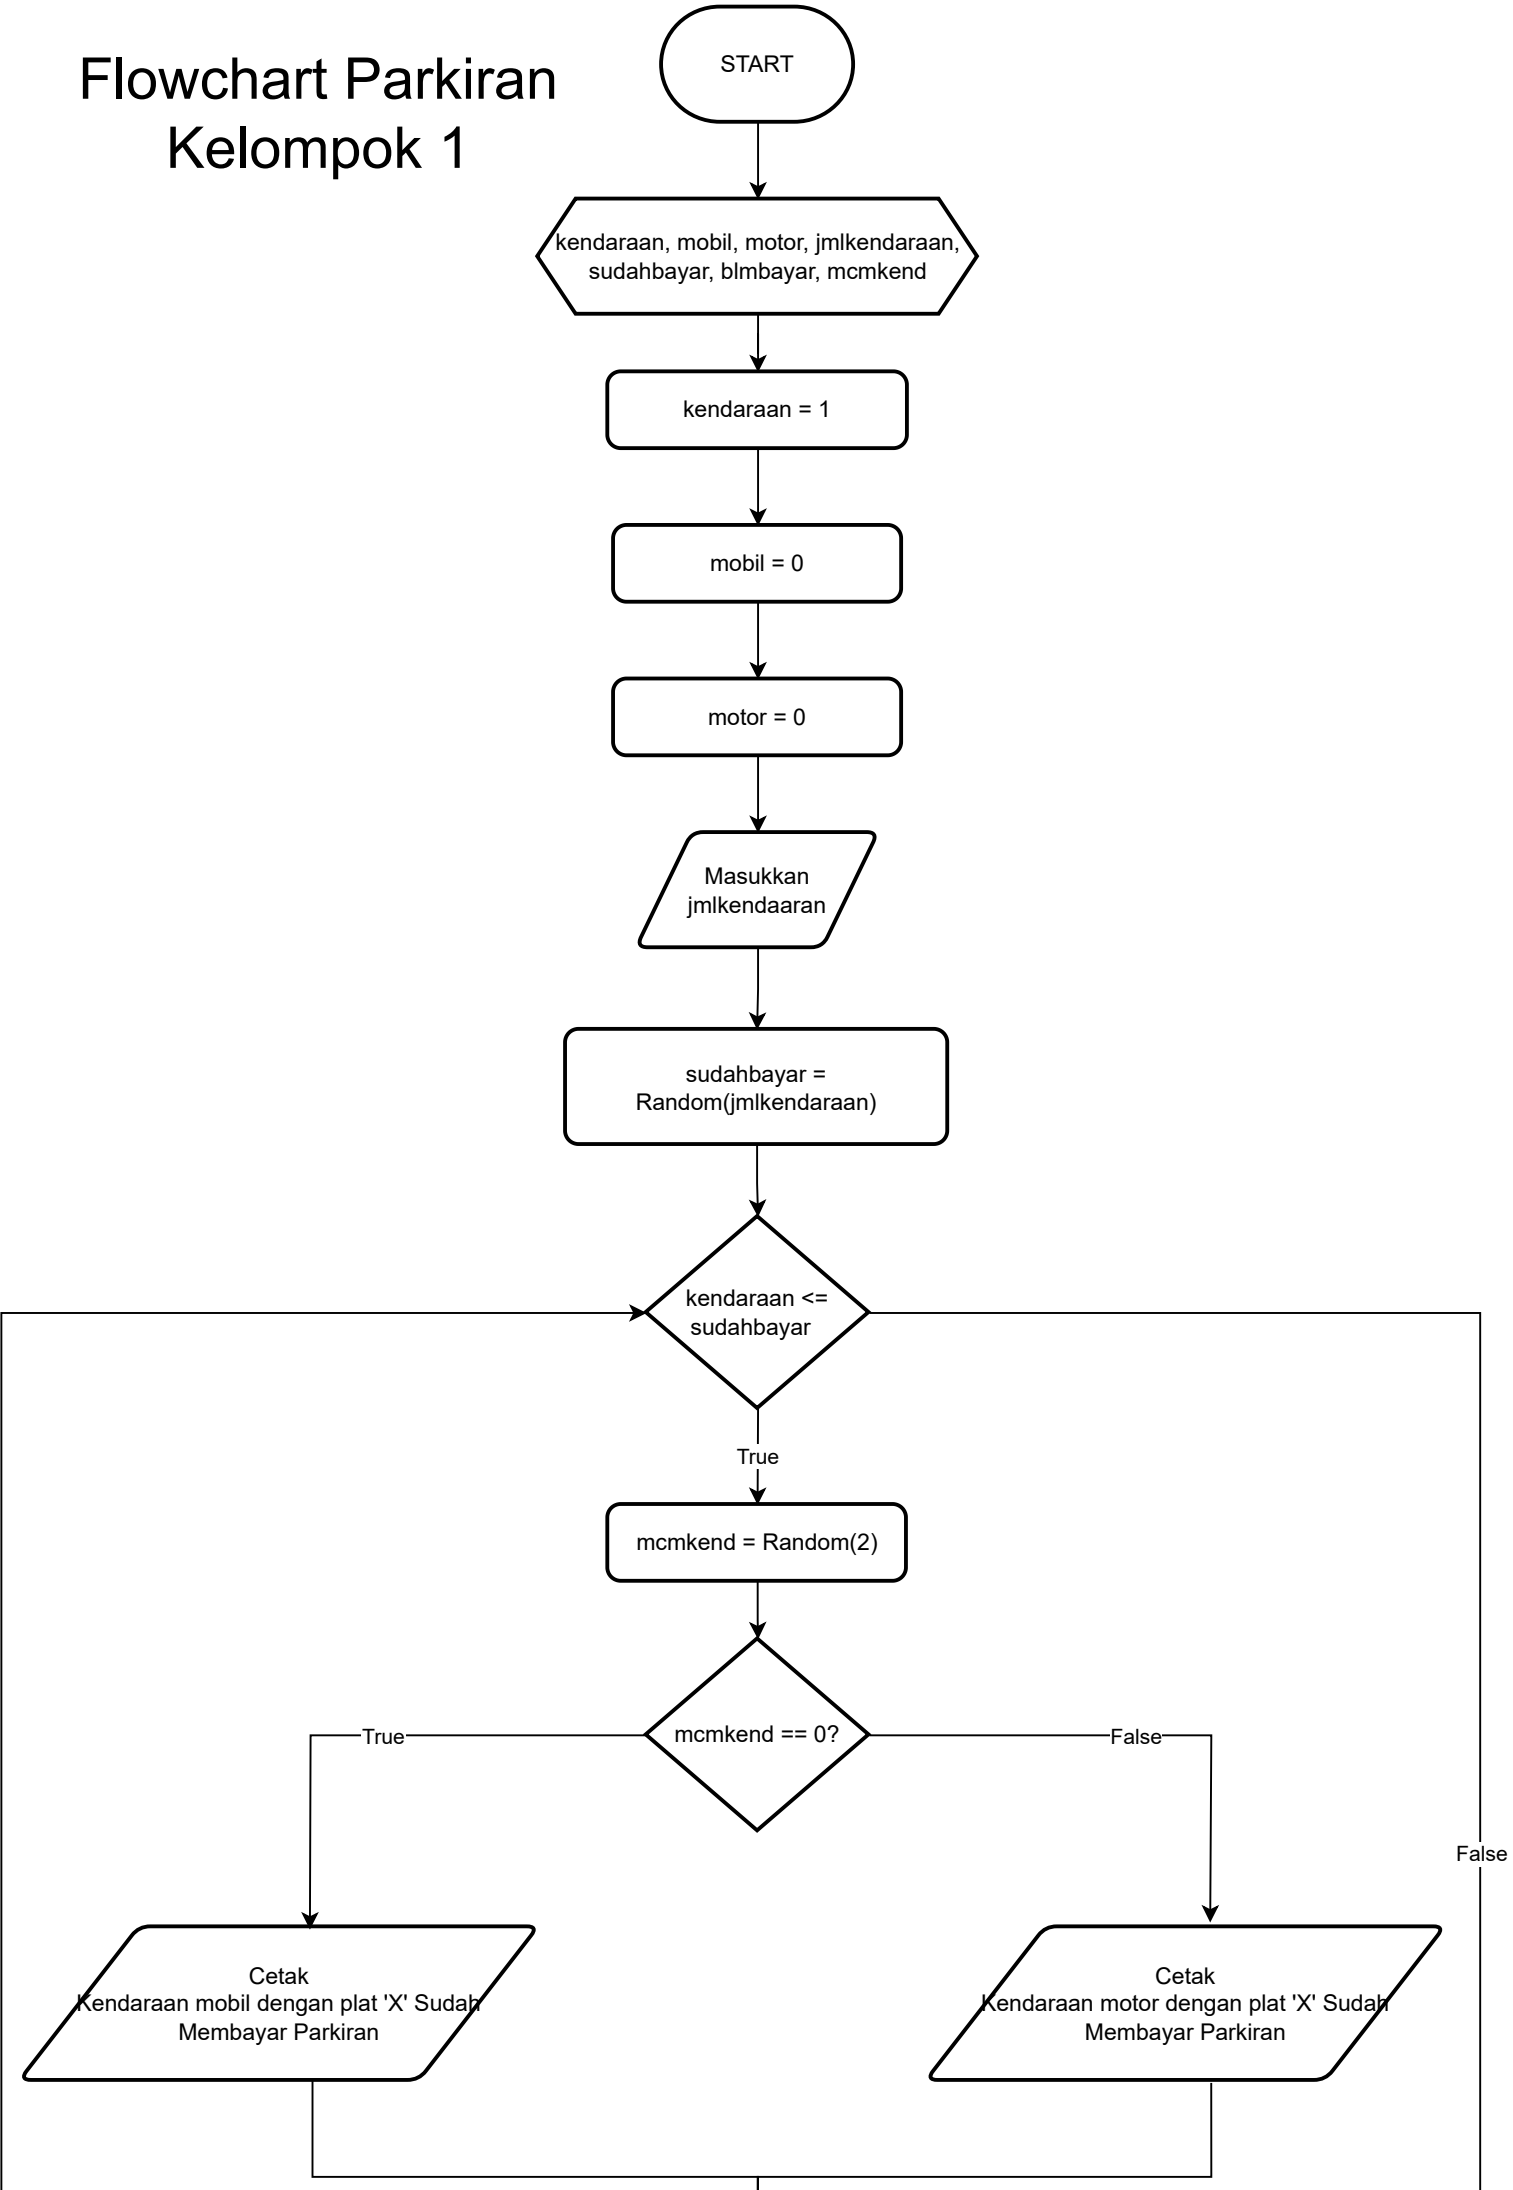 Flowchart Parkiran
Kelompok 1
START
kendaraan, mobil, motor, jmlkendaraan,
sudahbayar, blmbayar, mcmkend
kendaraan = 1
mobil = 0
motor = 0
Masukkan
jmlkendaaran
sudahbayar =
Random(jmlkendaraan)
kendaraan <=
sudahbayar
True
mcmkend = Random(2)
mcmkend == 0?
True
False
False
Cetak
Kendaraan mobil dengan plat 'X' Sudah
Membayar Parkiran
Cetak
Kendaraan motor dengan plat 'X' Sudah
Membayar Parkiran